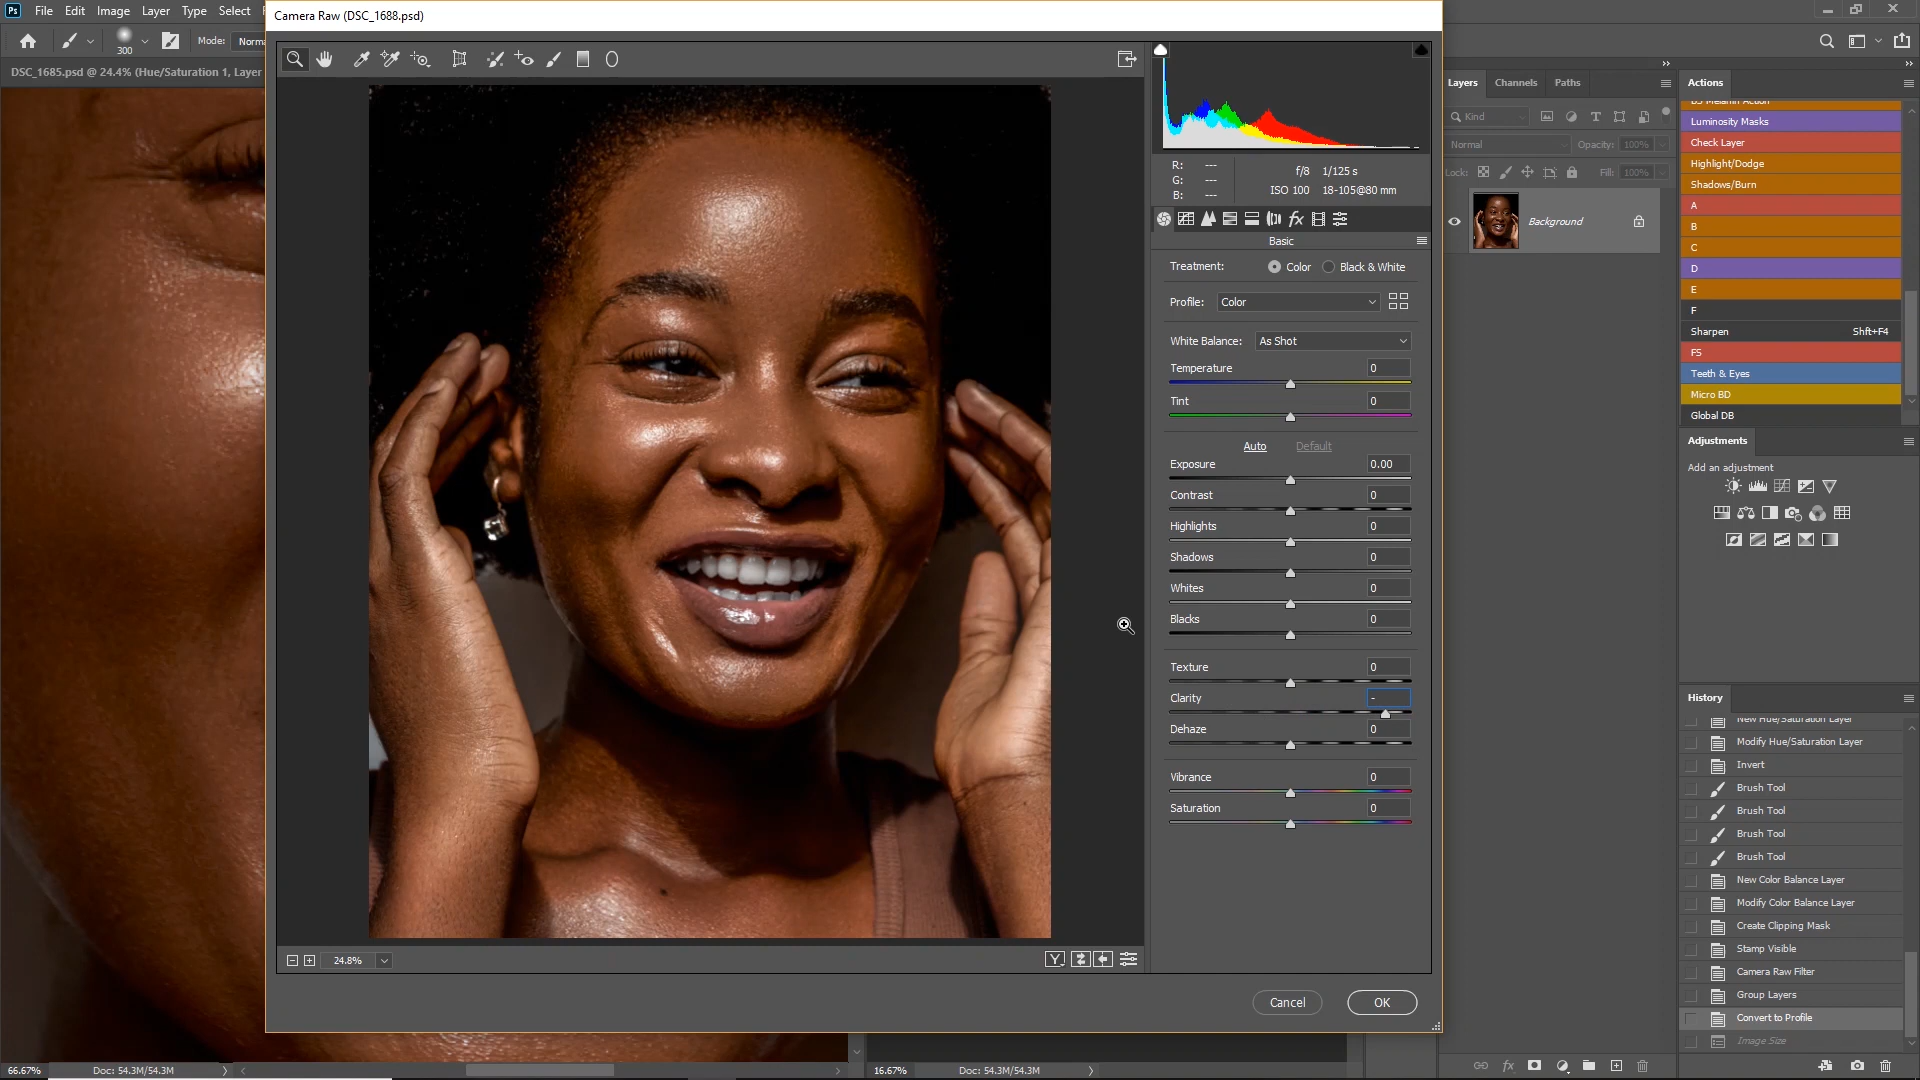 Ps File Edit Image Layer Type Select
Camera Raw (DSC_1688.psd)
300
Mode:
DSC_1685.psd @ 24.4% (Hue/Saturation 1, Layer
R: ---
G: ---
B: ---
f/8 1/125 s
ISO 100 18-105@80 mm
Basic
Treatment: Color Black & White
Profile: Color
White Balance: As Shot
Temperature 0
Tint 0
Auto Default
Exposure 0.00
Contrast 0
Highlights 0
Shadows 0
Whites 0
Blacks 0
Texture 0
Clarity -
Dehaze 0
Vibrance 0
Saturation 0
24.8%
Y
Cancel OK
Layers Channels Paths
Kind
Normal Opacity: 100%
Lock: Fill: 100%
Background
fx
Actions
Luminosity Masks
Check Layer
Highlight/Dodge
Shadows/Burn
A
B
C
D
E
F
Sharpen Shft+F4
FS
Teeth & Eyes
Micro BD
Global DB
Adjustments
Add an adjustment
History
New Hue/Saturation Layer
Modify Hue/Saturation Layer
Invert
Brush Tool
Brush Tool
Brush Tool
Brush Tool
New Color Balance Layer
Modify Color Balance Layer
Create Clipping Mask
Stamp Visible
Camera Raw Filter
Group Layers
Convert to Profile
Image Size
66.67% Doc: 54.3M/54.3M
16.67% Doc: 54.3M/54.3M